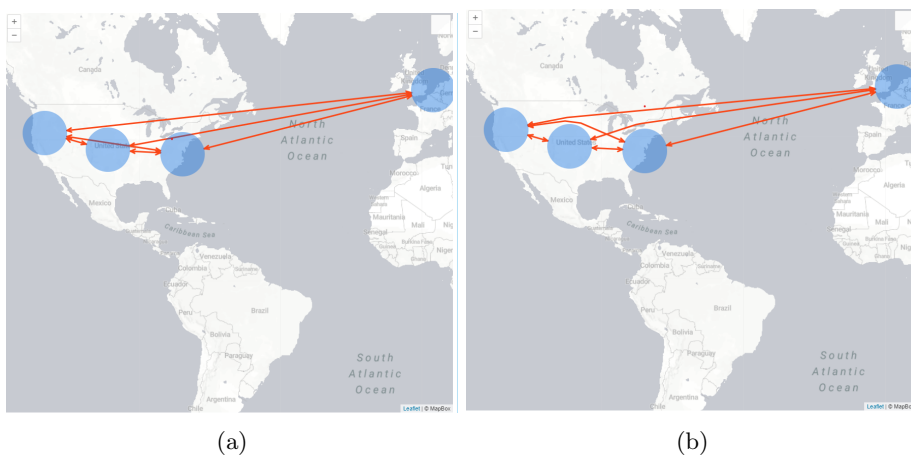 +
−
Canada
United States
Mexico
North
Atlantic
Ocean
Caribbean Sea
Venezuela
Colombia
Ecuador
Peru
Brazil
Bolivia
Paraguay
Chile
Argentina
South
Atlantic
Ocean
France
Spain
Morocco
Algeria
Mauritania
Mali
Senegal
Leaflet | © MapBox
(a)
+
−
Canada
United States
Mexico
North
Atlantic
Ocean
Caribbean Sea
Venezuela
Colombia
Ecuador
Peru
Brazil
Bolivia
Paraguay
Chile
Argentina
South
Atlantic
Ocean
France
Spain
Morocco
Algeria
Mauritania
Mali
Senegal
Leaflet | © MapBox
(b)